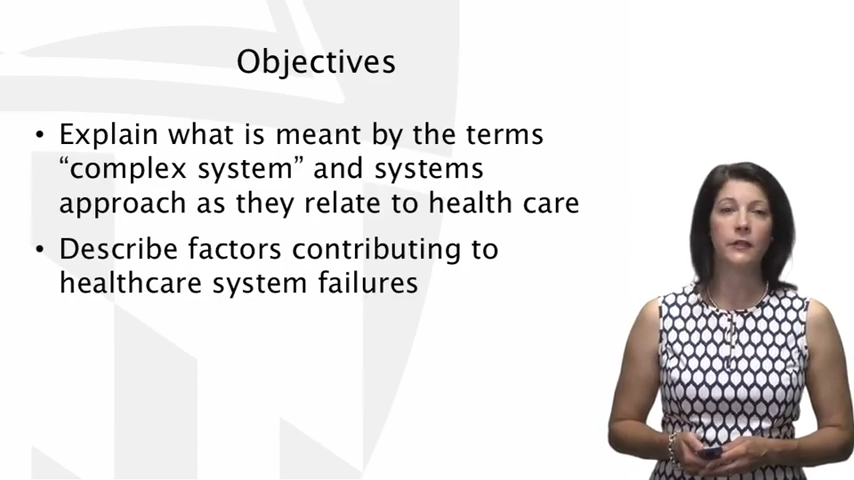 Objectives
• Explain what is meant by the terms
“complex system” and systems
approach as they relate to health care
• Describe factors contributing to
healthcare system failures